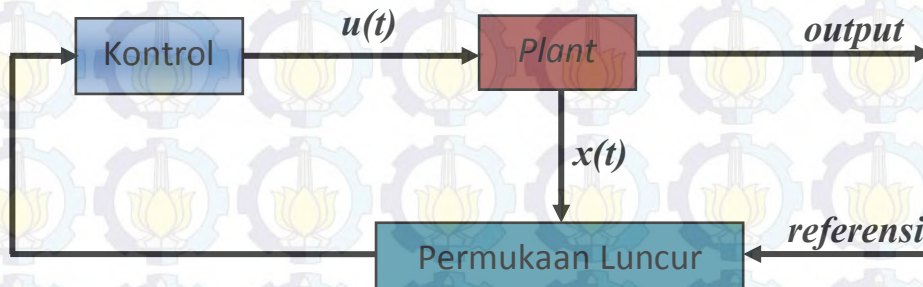 u(t)
output
Kontrol
Plant
x(t)
referensi
Permukaan Luncur